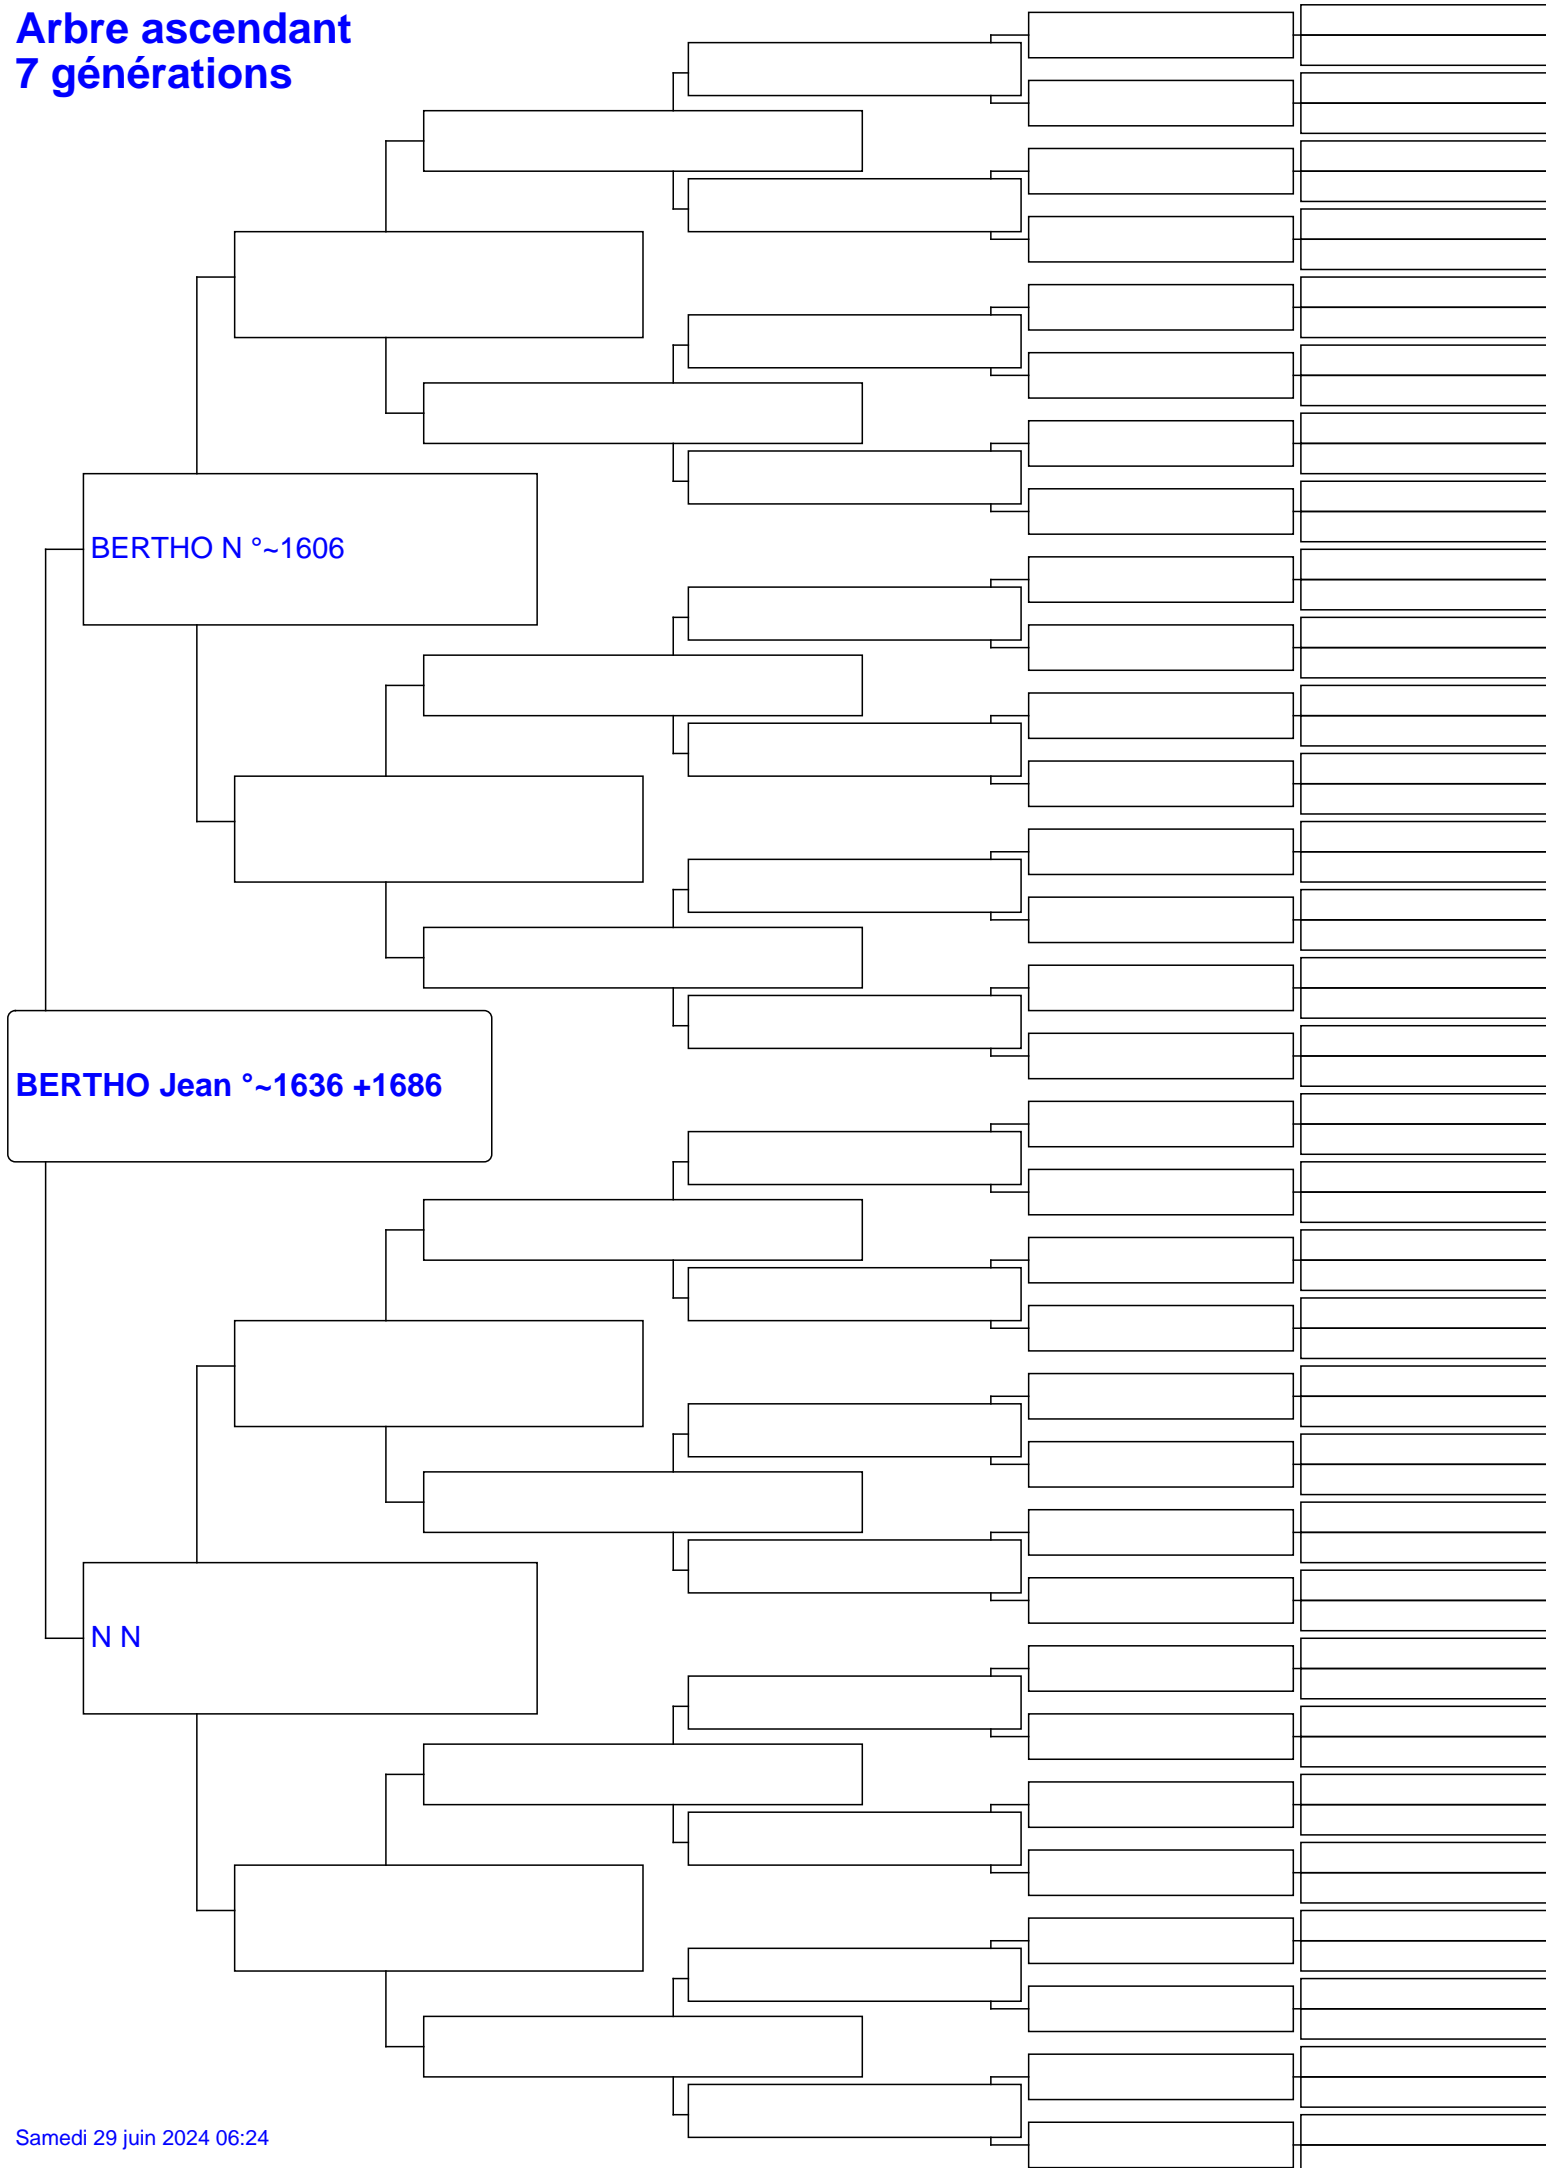 Arbre ascendant
7 générations
BERTHO N °~1606
BERTHO Jean °~1636 +1686
N N
Samedi 29 juin 2024 06:24